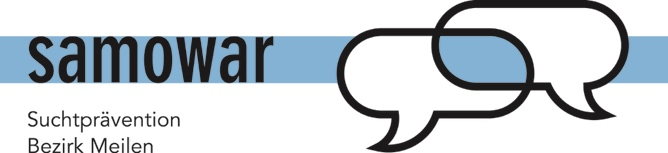 samowar
Suchtprävention
Bezirk Meilen